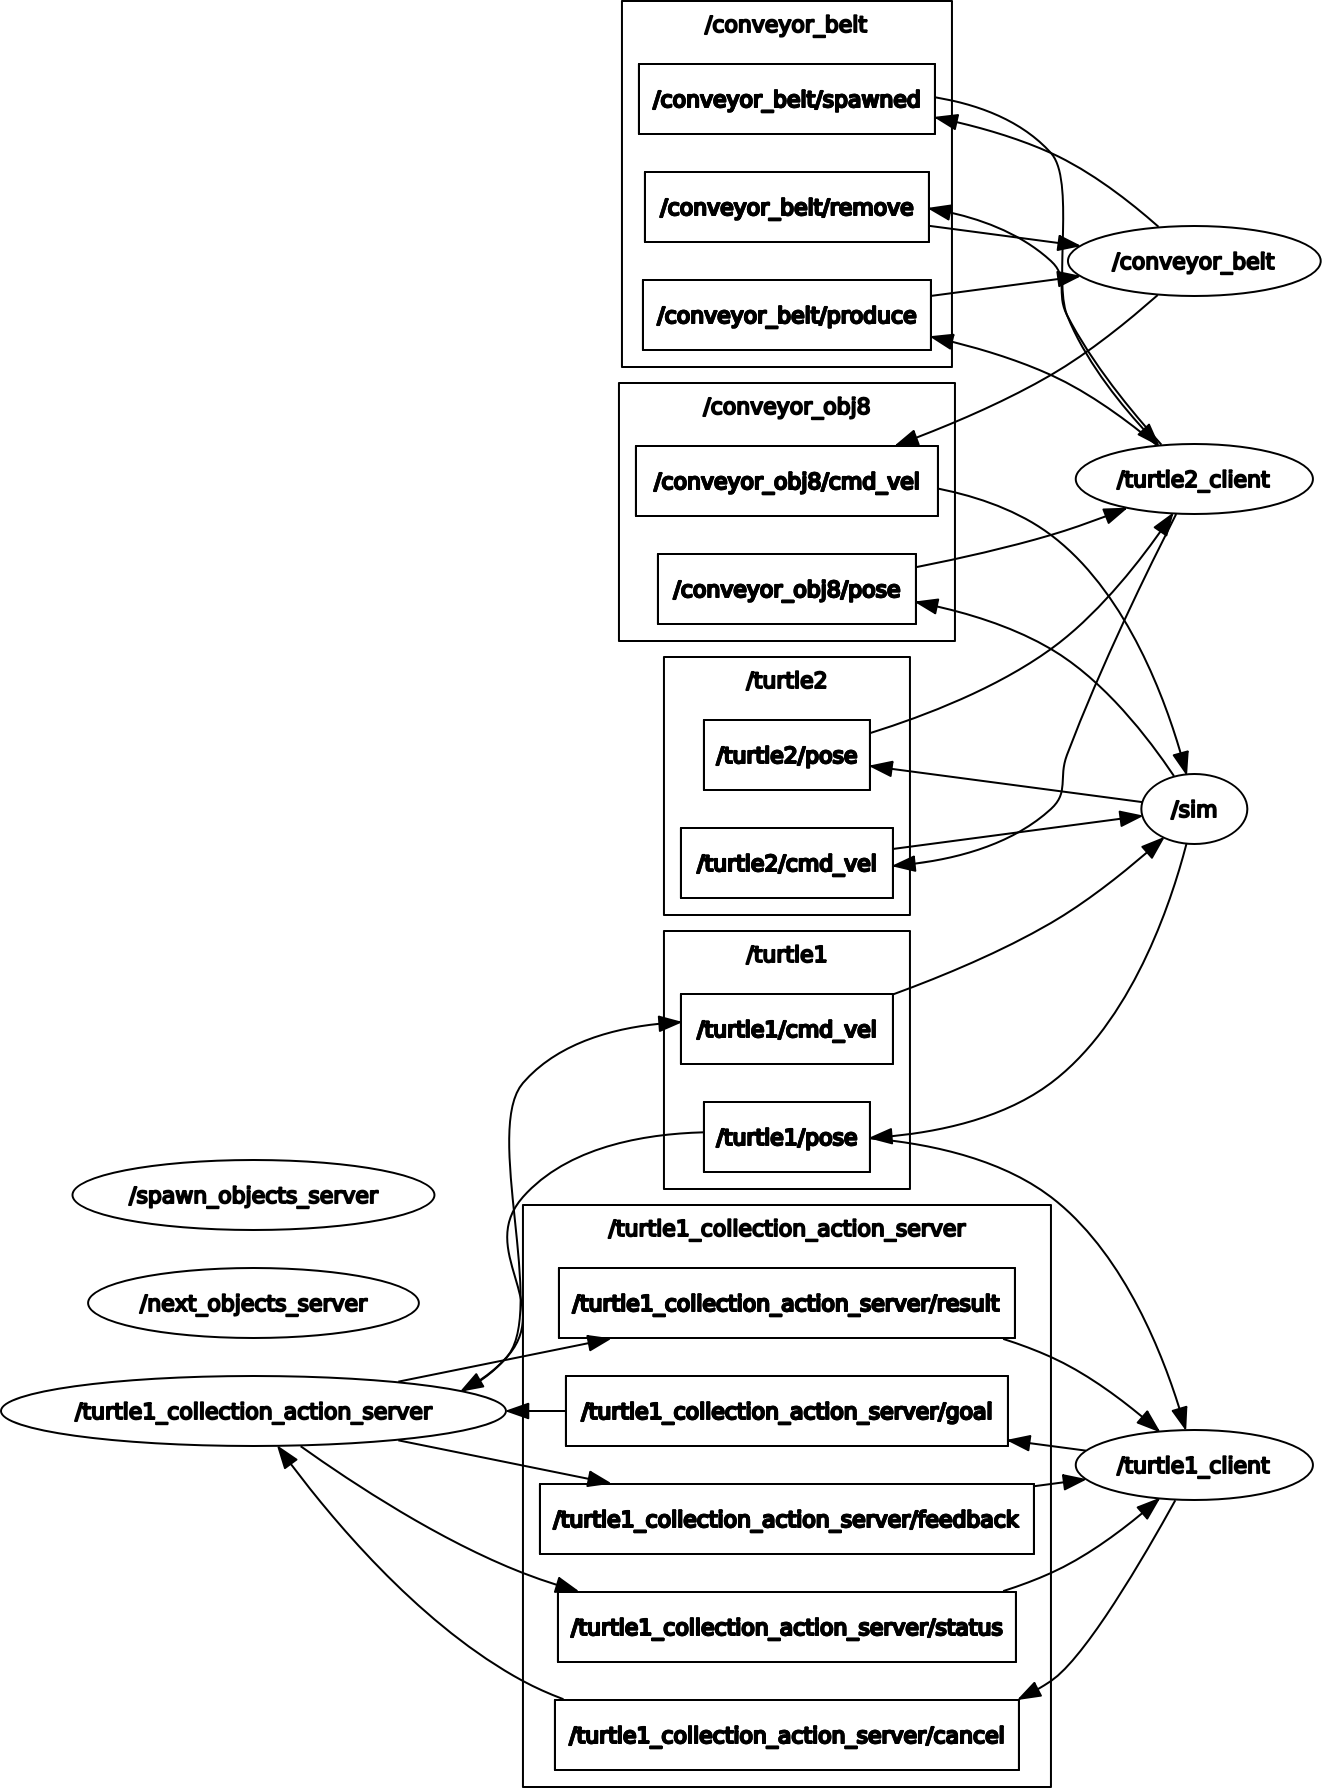 /conveyor_belt
/conveyor_belt/spawned
/conveyor_belt/remove
/conveyor_belt
/conveyor_belt/produce
/conveyor_obj8
/conveyor_obj8/cmd_vel
/turtle2_client
/conveyor_obj8/pose
/turtle2
/turtle2/pose
/sim
/turtle2/cmd_vel
/turtle1
/turtle1/cmd_vel
/turtle1/pose
/spawn_objects_server
/turtle1_collection_action_server
/next_objects_server
/turtle1_collection_action_server/result
/turtle1_collection_action_server
/turtle1_collection_action_server/goal
/turtle1_client
/turtle1_collection_action_server/feedback
/turtle1_collection_action_server/status
/turtle1_collection_action_server/cancel